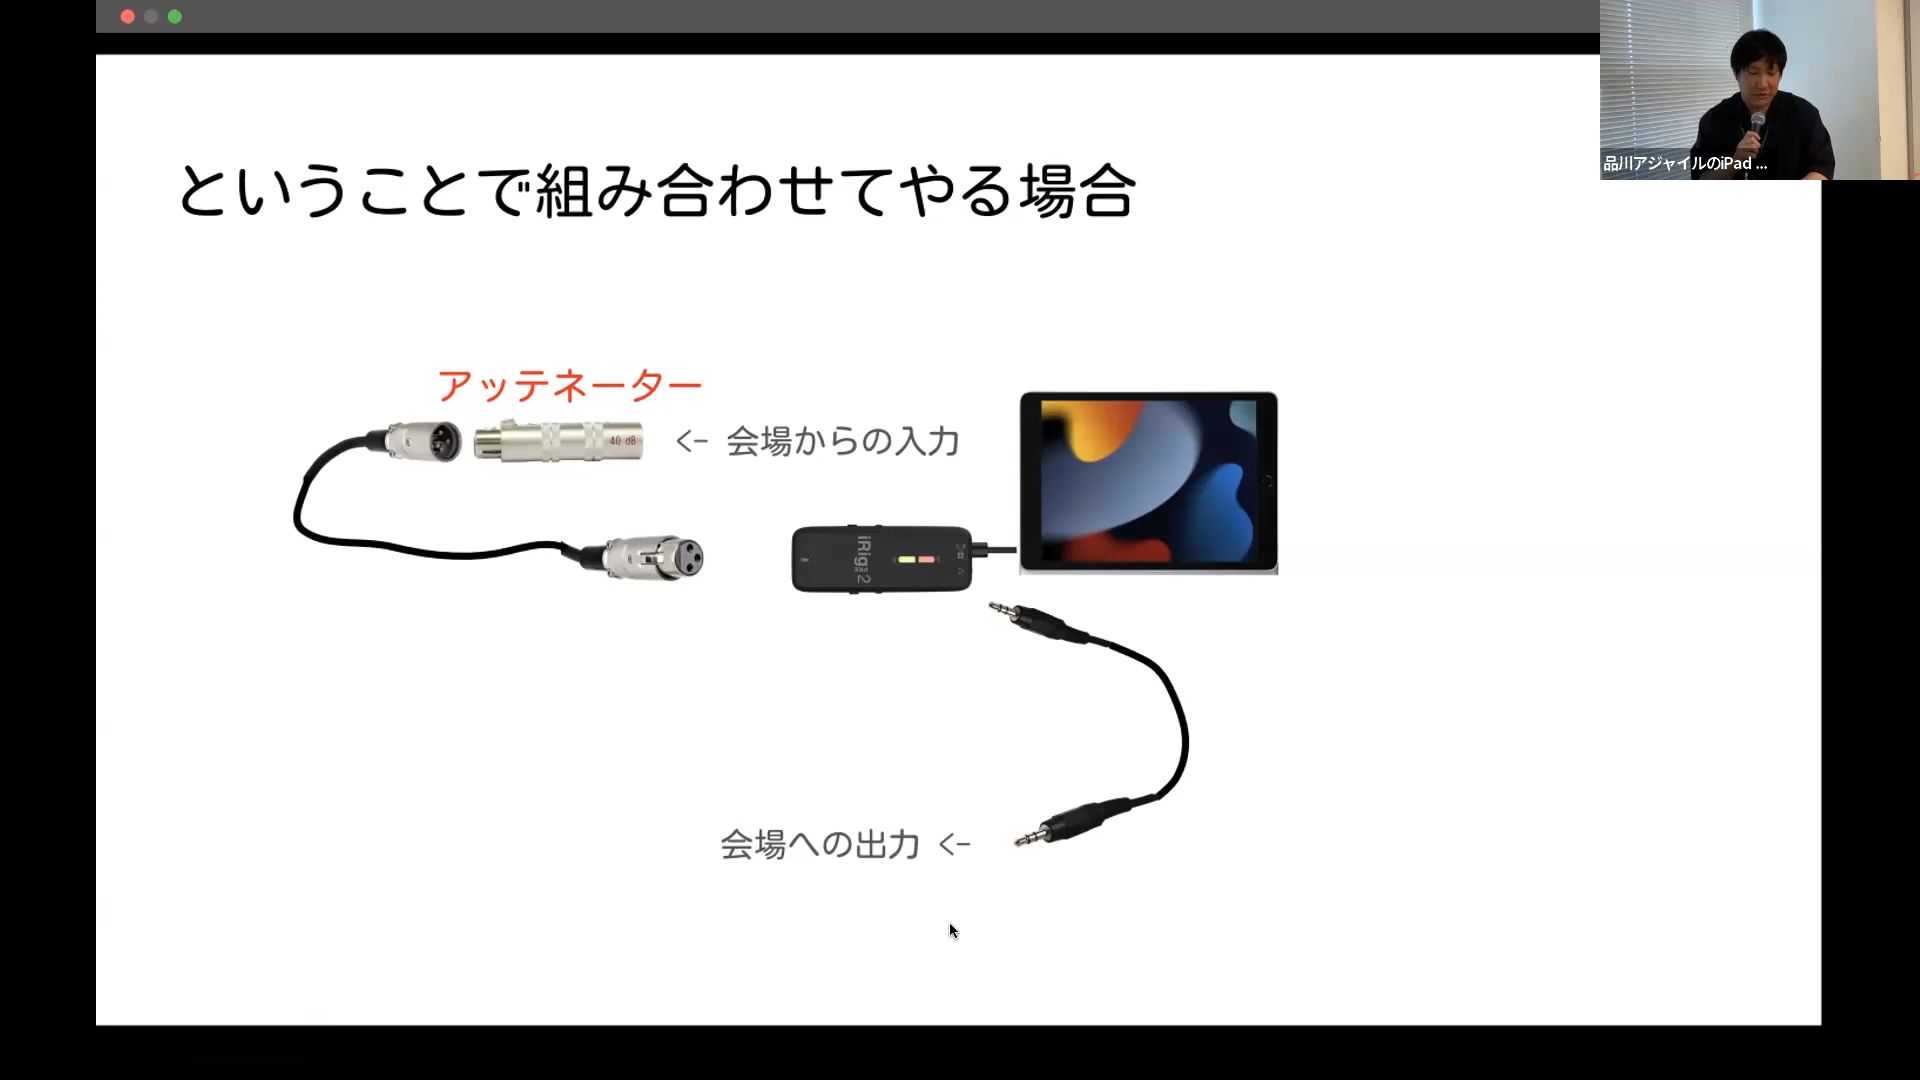 ということで組み合わせてやる場合
品川アジャイルのiPad ...
アッテネーター
40 dB
<- 会場からの入力
iRig
PRE
2
会場への出力 <-